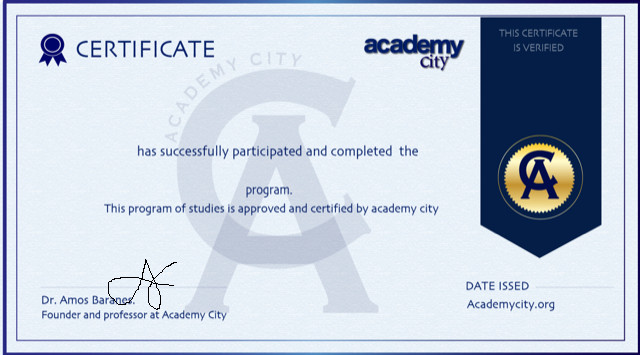 CERTIFICATE
academy
city
THIS CERTIFICATE
IS VERIFIED
ACADEMY CITY
has successfully participated and completed the
program.
This program of studies is approved and certified by academy city
CA
Dr. Amos Baranes.
Founder and professor at Academy City
DATE ISSED
Academycity.org